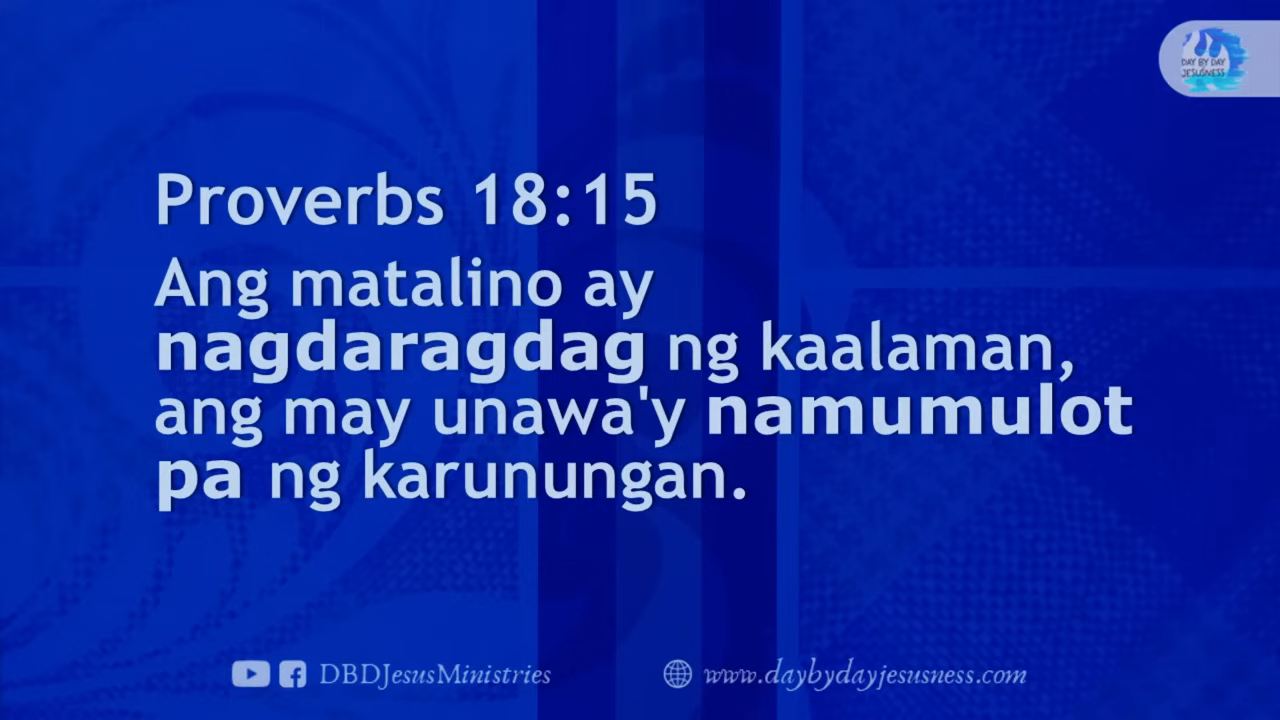 DAY BY DAY
JESUSNESS
Proverbs 18:15
Ang matalino ay
nagdaragdag ng kaalaman,
ang may unawa'y namumulot
pa ng karunungan.
DBDJesusMinistries
www.daybydayjesusness.com